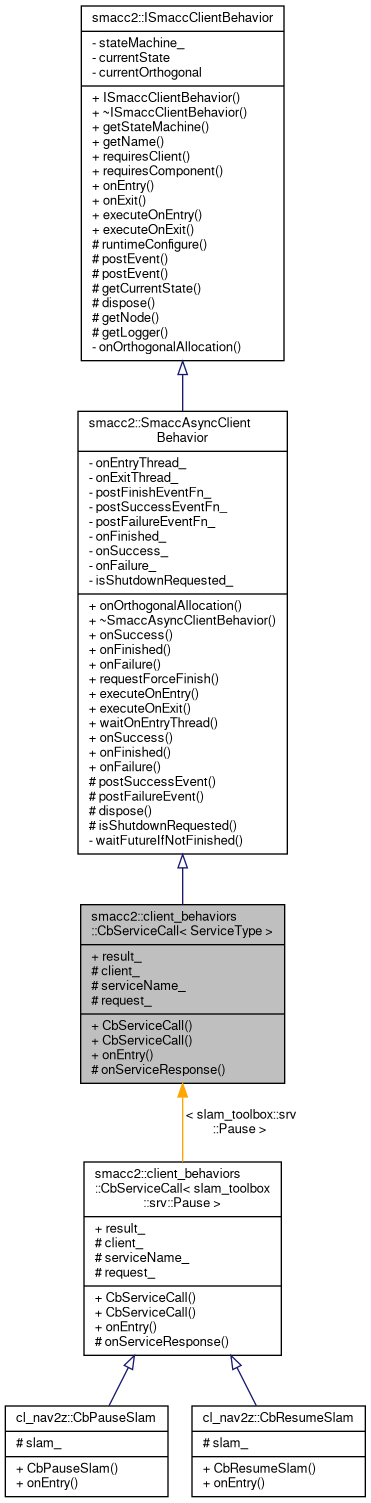 smacc2::ISmaccClientBehavior
- stateMachine_
- currentState
- currentOrthogonal
+ ISmaccClientBehavior()
+ ~ISmaccClientBehavior()
+ getStateMachine()
+ getName()
+ requiresClient()
+ requiresComponent()
+ onEntry()
+ onExit()
+ executeOnEntry()
+ executeOnExit()
# runtimeConfigure()
# postEvent()
# postEvent()
# getCurrentState()
# dispose()
# getNode()
# getLogger()
- onOrthogonalAllocation()
smacc2::SmaccAsyncClient
Behavior
- onEntryThread_
- onExitThread_
- postFinishEventFn_
- postSuccessEventFn_
- postFailureEventFn_
- onFinished_
- onSuccess_
- onFailure_
- isShutdownRequested_
+ onOrthogonalAllocation()
+ ~SmaccAsyncClientBehavior()
+ onSuccess()
+ onFinished()
+ onFailure()
+ requestForceFinish()
+ executeOnEntry()
+ executeOnExit()
+ waitOnEntryThread()
+ onSuccess()
+ onFinished()
+ onFailure()
# postSuccessEvent()
# postFailureEvent()
# dispose()
# isShutdownRequested()
- waitFutureIfNotFinished()
smacc2::client_behaviors
::CbServiceCall< ServiceType >
+ result_
# client_
# serviceName_
# request_
+ CbServiceCall()
+ CbServiceCall()
+ onEntry()
# onServiceResponse()
< slam_toolbox::srv
::Pause >
smacc2::client_behaviors
::CbServiceCall< slam_toolbox
::srv::Pause >
+ result_
# client_
# serviceName_
# request_
+ CbServiceCall()
+ CbServiceCall()
+ onEntry()
# onServiceResponse()
cl_nav2z::CbPauseSlam
# slam_
+ CbPauseSlam()
+ onEntry()
cl_nav2z::CbResumeSlam
# slam_
+ CbResumeSlam()
+ onEntry()